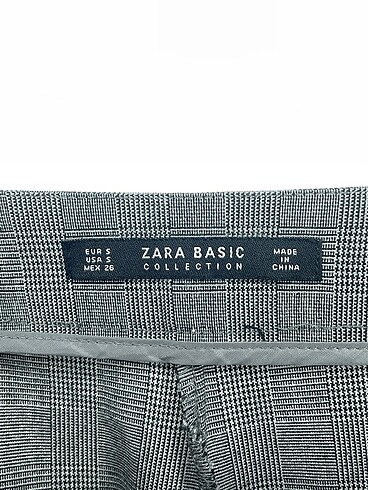 EUR S
USA S
MEX 26
ZARA BASIC
COLLECTION
MADE
IN
CHINA